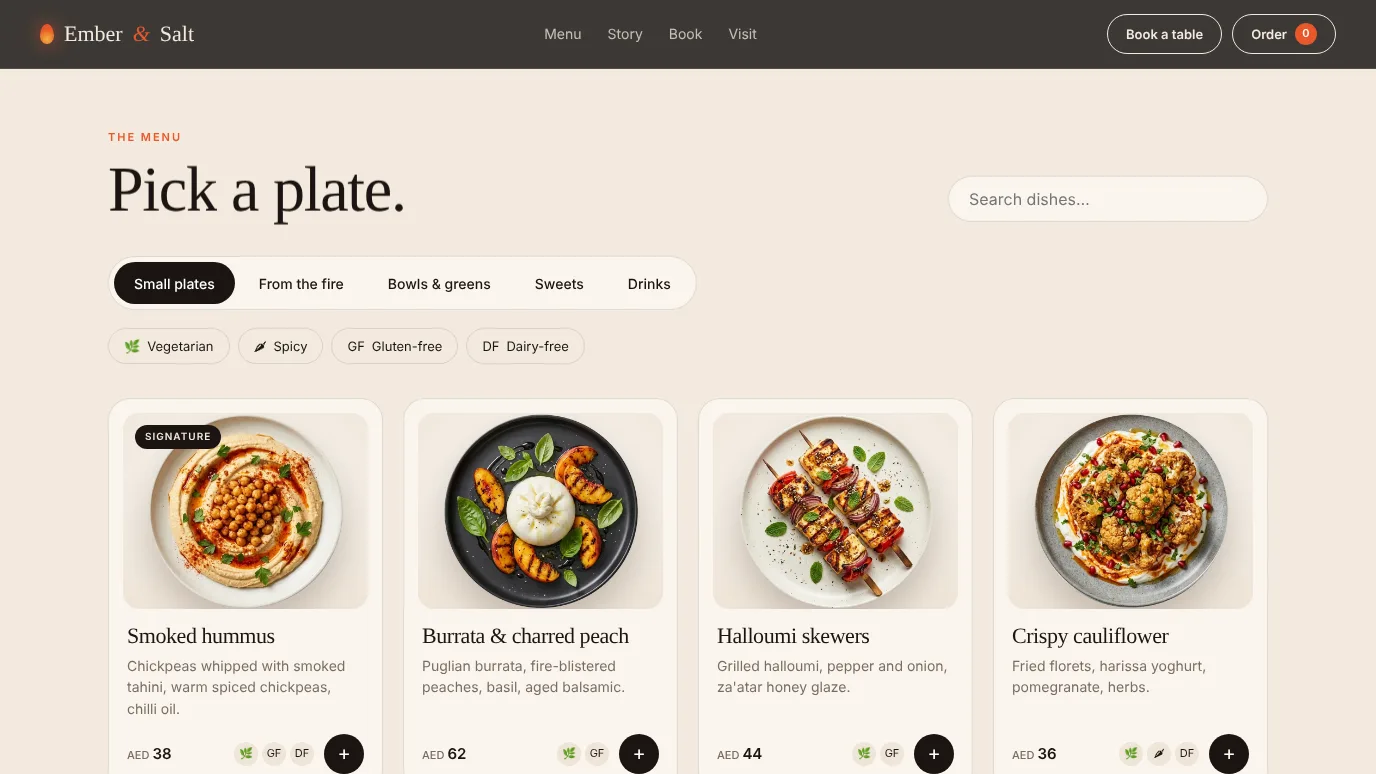 Ember & Salt
Menu Story Book Visit
Book a table
Order 0
THE MENU
Pick a plate.
Search dishes...
Small plates From the fire Bowls & greens Sweets Drinks
Vegetarian Spicy GF Gluten-free DF Dairy-free
SIGNATURE
Smoked hummus
Chickpeas whipped with smoked
tahini, warm spiced chickpeas,
chilli oil.
AED 38 GF DF +
Burrata & charred peach
Puglian burrata, fire-blistered
peaches, basil, aged balsamic.
AED 62 GF +
Halloumi skewers
Grilled halloumi, pepper and onion,
za'atar honey glaze.
AED 44 GF +
Crispy cauliflower
Fried florets, harissa yoghurt,
pomegranate, herbs.
AED 36 DF +